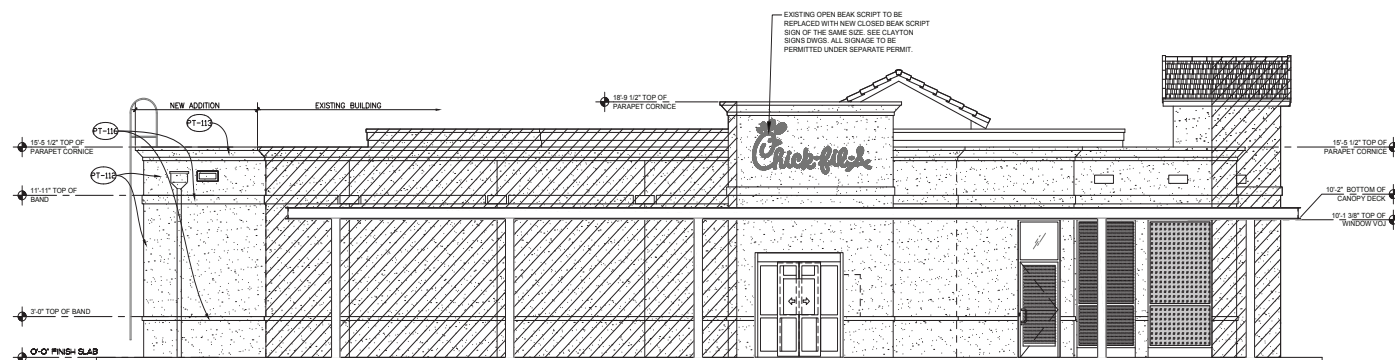 EXISTING OPEN BEAK SCRIPT TO BE
REPLACED WITH NEW CLOSED BEAK SCRIPT
SIGN OF THE SAME SIZE. SEE CLAYTON
SIGNS DWGS. ALL SIGNAGE TO BE
PERMITTED UNDER SEPARATE PERMIT.
NEW ADDITION
EXISTING BUILDING
18'-9 1/2" TOP OF
PARAPET CORNICE
PT-116
PT-113
15'-5 1/2" TOP OF
PARAPET CORNICE
PT-112
11'-11" TOP OF
BAND
3'-0" TOP OF BAND
0'-0" FINISH SLAB
Chick-fil-A
15'-5 1/2" TOP OF
PARAPET CORNICE
10'-2" BOTTOM OF
CANOPY DECK
10'-1 3/8" TOP OF
WINDOW VOJ